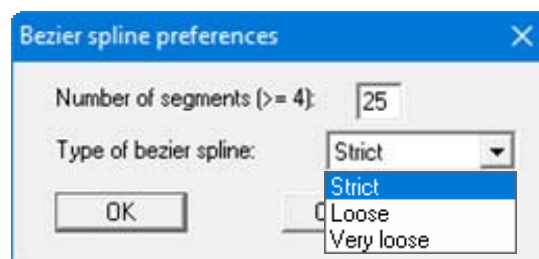 Bezier spline preferences
Number of segments (>= 4): 25
Type of bezier spline: Strict
Strict
OK
Loose
Very loose